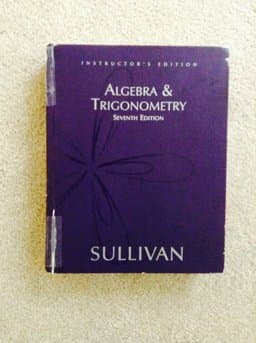 INSTRUCTOR'S EDITION
ALGEBRA &
TRIGONOMETRY
SEVENTH EDITION
SULLIVAN